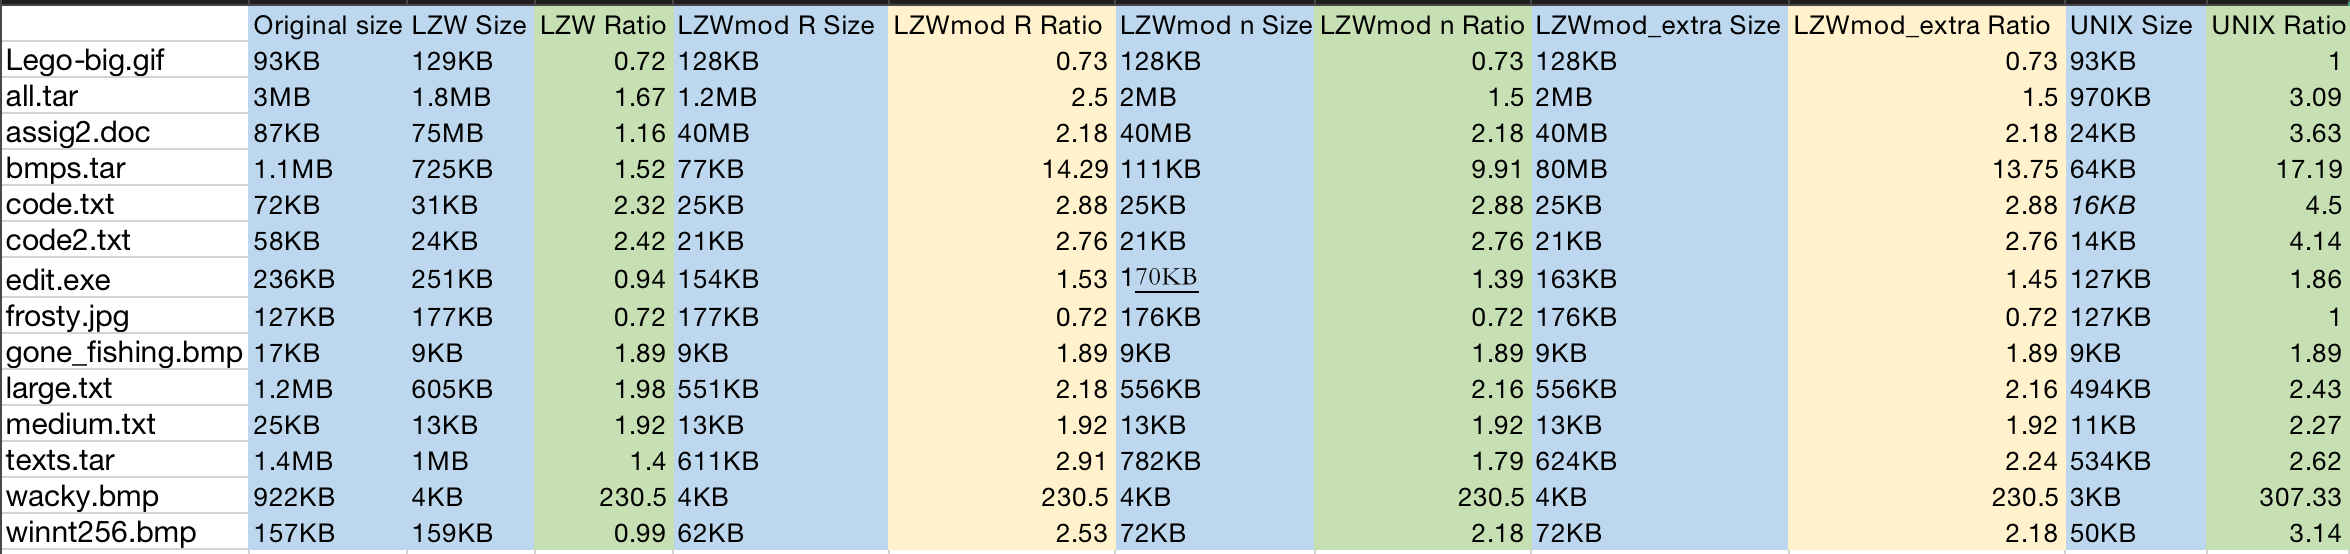 Original size LZW Size LZW Ratio LZWmod R Size LZWmod R Ratio LZWmod n Size LZWmod n Ratio LZWmod_extra Size LZWmod_extra Ratio UNIX Size UNIX Ratio
Lego-big.gif 93KB 129KB 0.72 128KB 0.73 128KB 0.73 128KB 0.73 93KB 1
all.tar 3MB 1.8MB 1.67 1.2MB 2.5 2MB 1.5 2MB 1.5 970KB 3.09
assig2.doc 87KB 75MB 1.16 40MB 2.18 40MB 2.18 40MB 2.18 24KB 3.63
bmps.tar 1.1MB 725KB 1.52 77KB 14.29 111KB 9.91 80MB 13.75 64KB 17.19
code.txt 72KB 31KB 2.32 25KB 2.88 25KB 2.88 25KB 2.88 16KB 4.5
code2.txt 58KB 24KB 2.42 21KB 2.76 21KB 2.76 21KB 2.76 14KB 4.14
edit.exe 236KB 251KB 0.94 154KB 1.53 170KB 1.39 163KB 1.45 127KB 1.86
frosty.jpg 127KB 177KB 0.72 177KB 0.72 176KB 0.72 176KB 0.72 127KB 1
gone_fishing.bmp 17KB 9KB 1.89 9KB 1.89 9KB 1.89 9KB 1.89 9KB 1.89
large.txt 1.2MB 605KB 1.98 551KB 2.18 556KB 2.16 556KB 2.16 494KB 2.43
medium.txt 25KB 13KB 1.92 13KB 1.92 13KB 1.92 13KB 1.92 11KB 2.27
texts.tar 1.4MB 1MB 1.4 611KB 2.91 782KB 1.79 624KB 2.24 534KB 2.62
wacky.bmp 922KB 4KB 230.5 4KB 230.5 4KB 230.5 4KB 230.5 3KB 307.33
winnt256.bmp 157KB 159KB 0.99 62KB 2.53 72KB 2.18 72KB 2.18 50KB 3.14